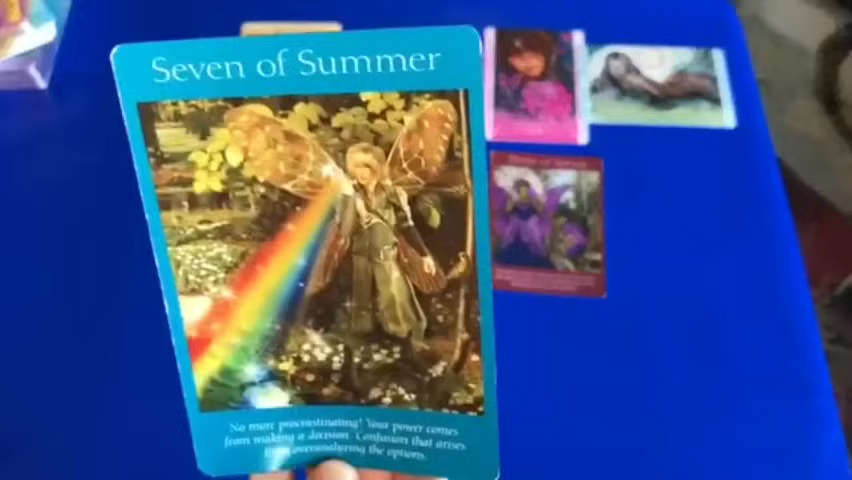 Seven of Summer
No more procrastinating! Your power comes
from making a decision. Confusion that arises
from overanalyzing the options.